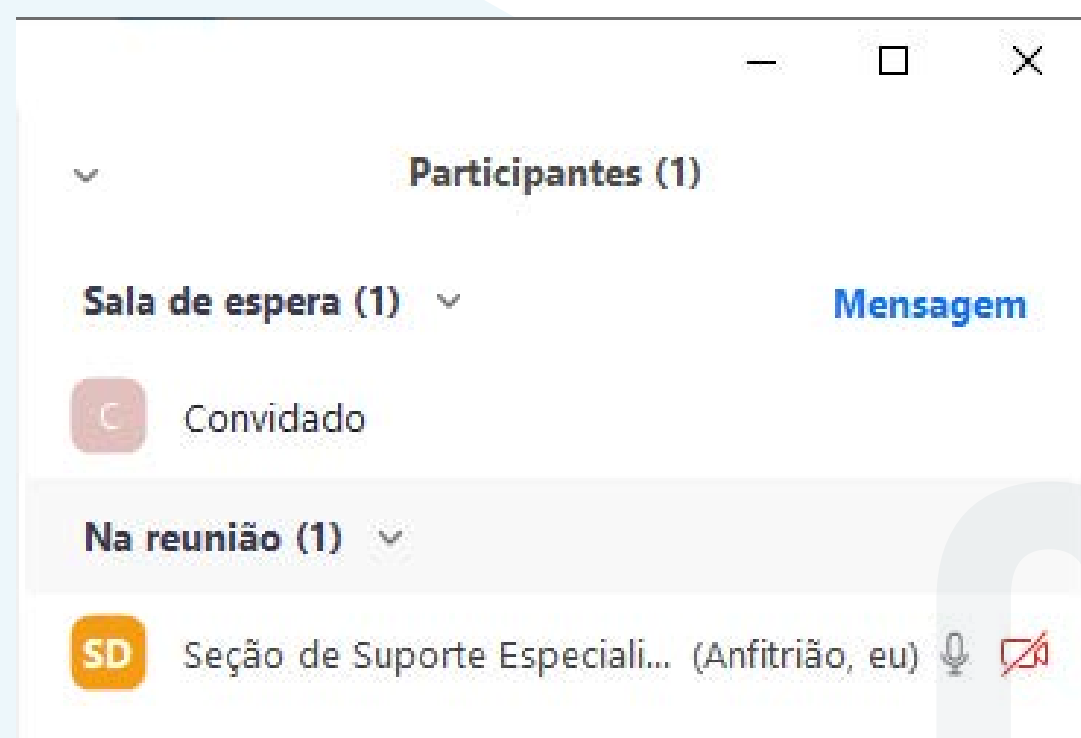 Participantes (1)
Sala de espera (1) Mensagem
C Convidado
Na reunião (1)
SD Seção de Suporte Especiali... (Anfitrião, eu)